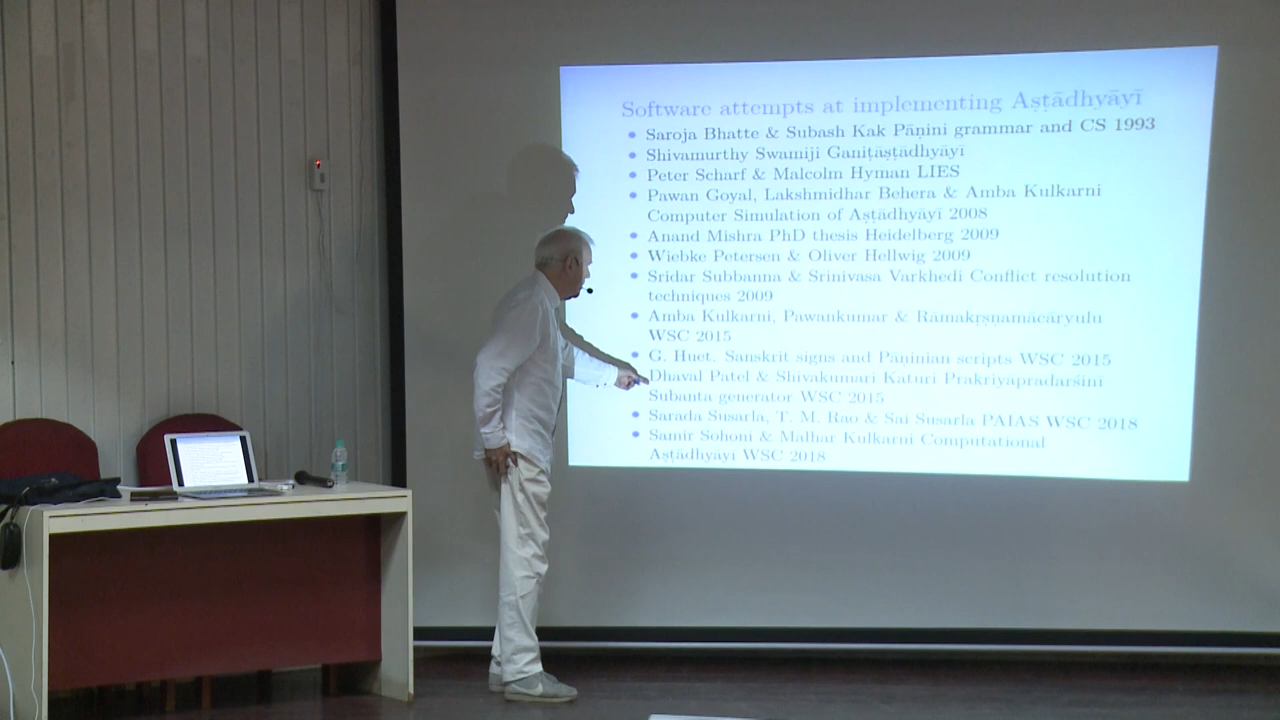 Software attempts at implementing Aṣṭādhyāyī
• Saroja Bhatte & Subash Kak Pāṇini grammar and CS 1993
• Shivamurthy Swamiji Gaṇitāṣṭādhyāyī
• Peter Scharf & Malcolm Hyman LIES
• Pawan Goyal, Lakshmidhar Behera & Amba Kulkarni
Computer Simulation of Aṣṭādhyāyī 2008
• Anand Mishra PhD thesis Heidelberg 2009
• Wiebke Petersen & Oliver Hellwig 2009
• Sridar Subbanna & Srinivasa Varkhedi Conflict resolution
techniques 2009
• Amba Kulkarni, Pawankumar & Rāmakṛṣṇamācāryulu
WSC 2015
• G. Huet. Sanskrit signs and Pāṇinian scripts WSC 2015
Dhaval Patel & Shivakumari Katuri Prakriyāpradarśinī
Subanta generator WSC 2015
• Sarada Susarla, T. M. Rao & Sai Susarla PAIAS WSC 2018
• Samir Sohoni & Malhar Kulkarni Computational
Aṣṭādhyāyī WSC 2018